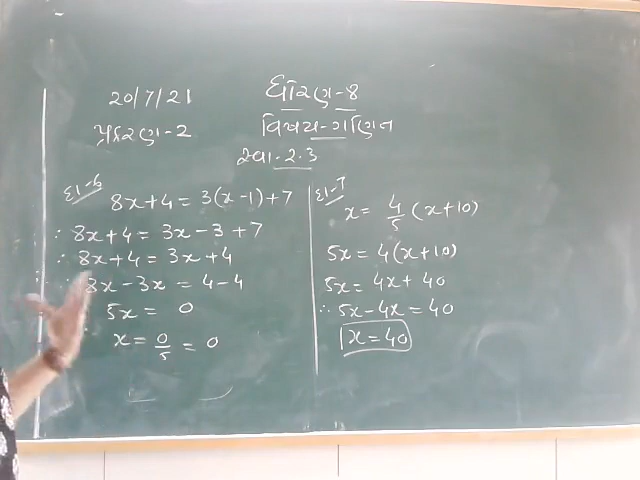 20/7/21
ધોરણ-8
પ્રકરણ-2
વિષય-ગણિત
સ્વા-2.3
દા-6
8x+4 = 3(x-1)+7
∴ 8x+4 = 3x-3+7
∴ 8x+4 = 3x+4
8x-3x = 4-4
5x = 0
x = 0/5 = 0
દા-7
x = 4/5 (x+10)
5x = 4(x+10)
5x = 4x+40
∴ 5x-4x = 40
x = 40